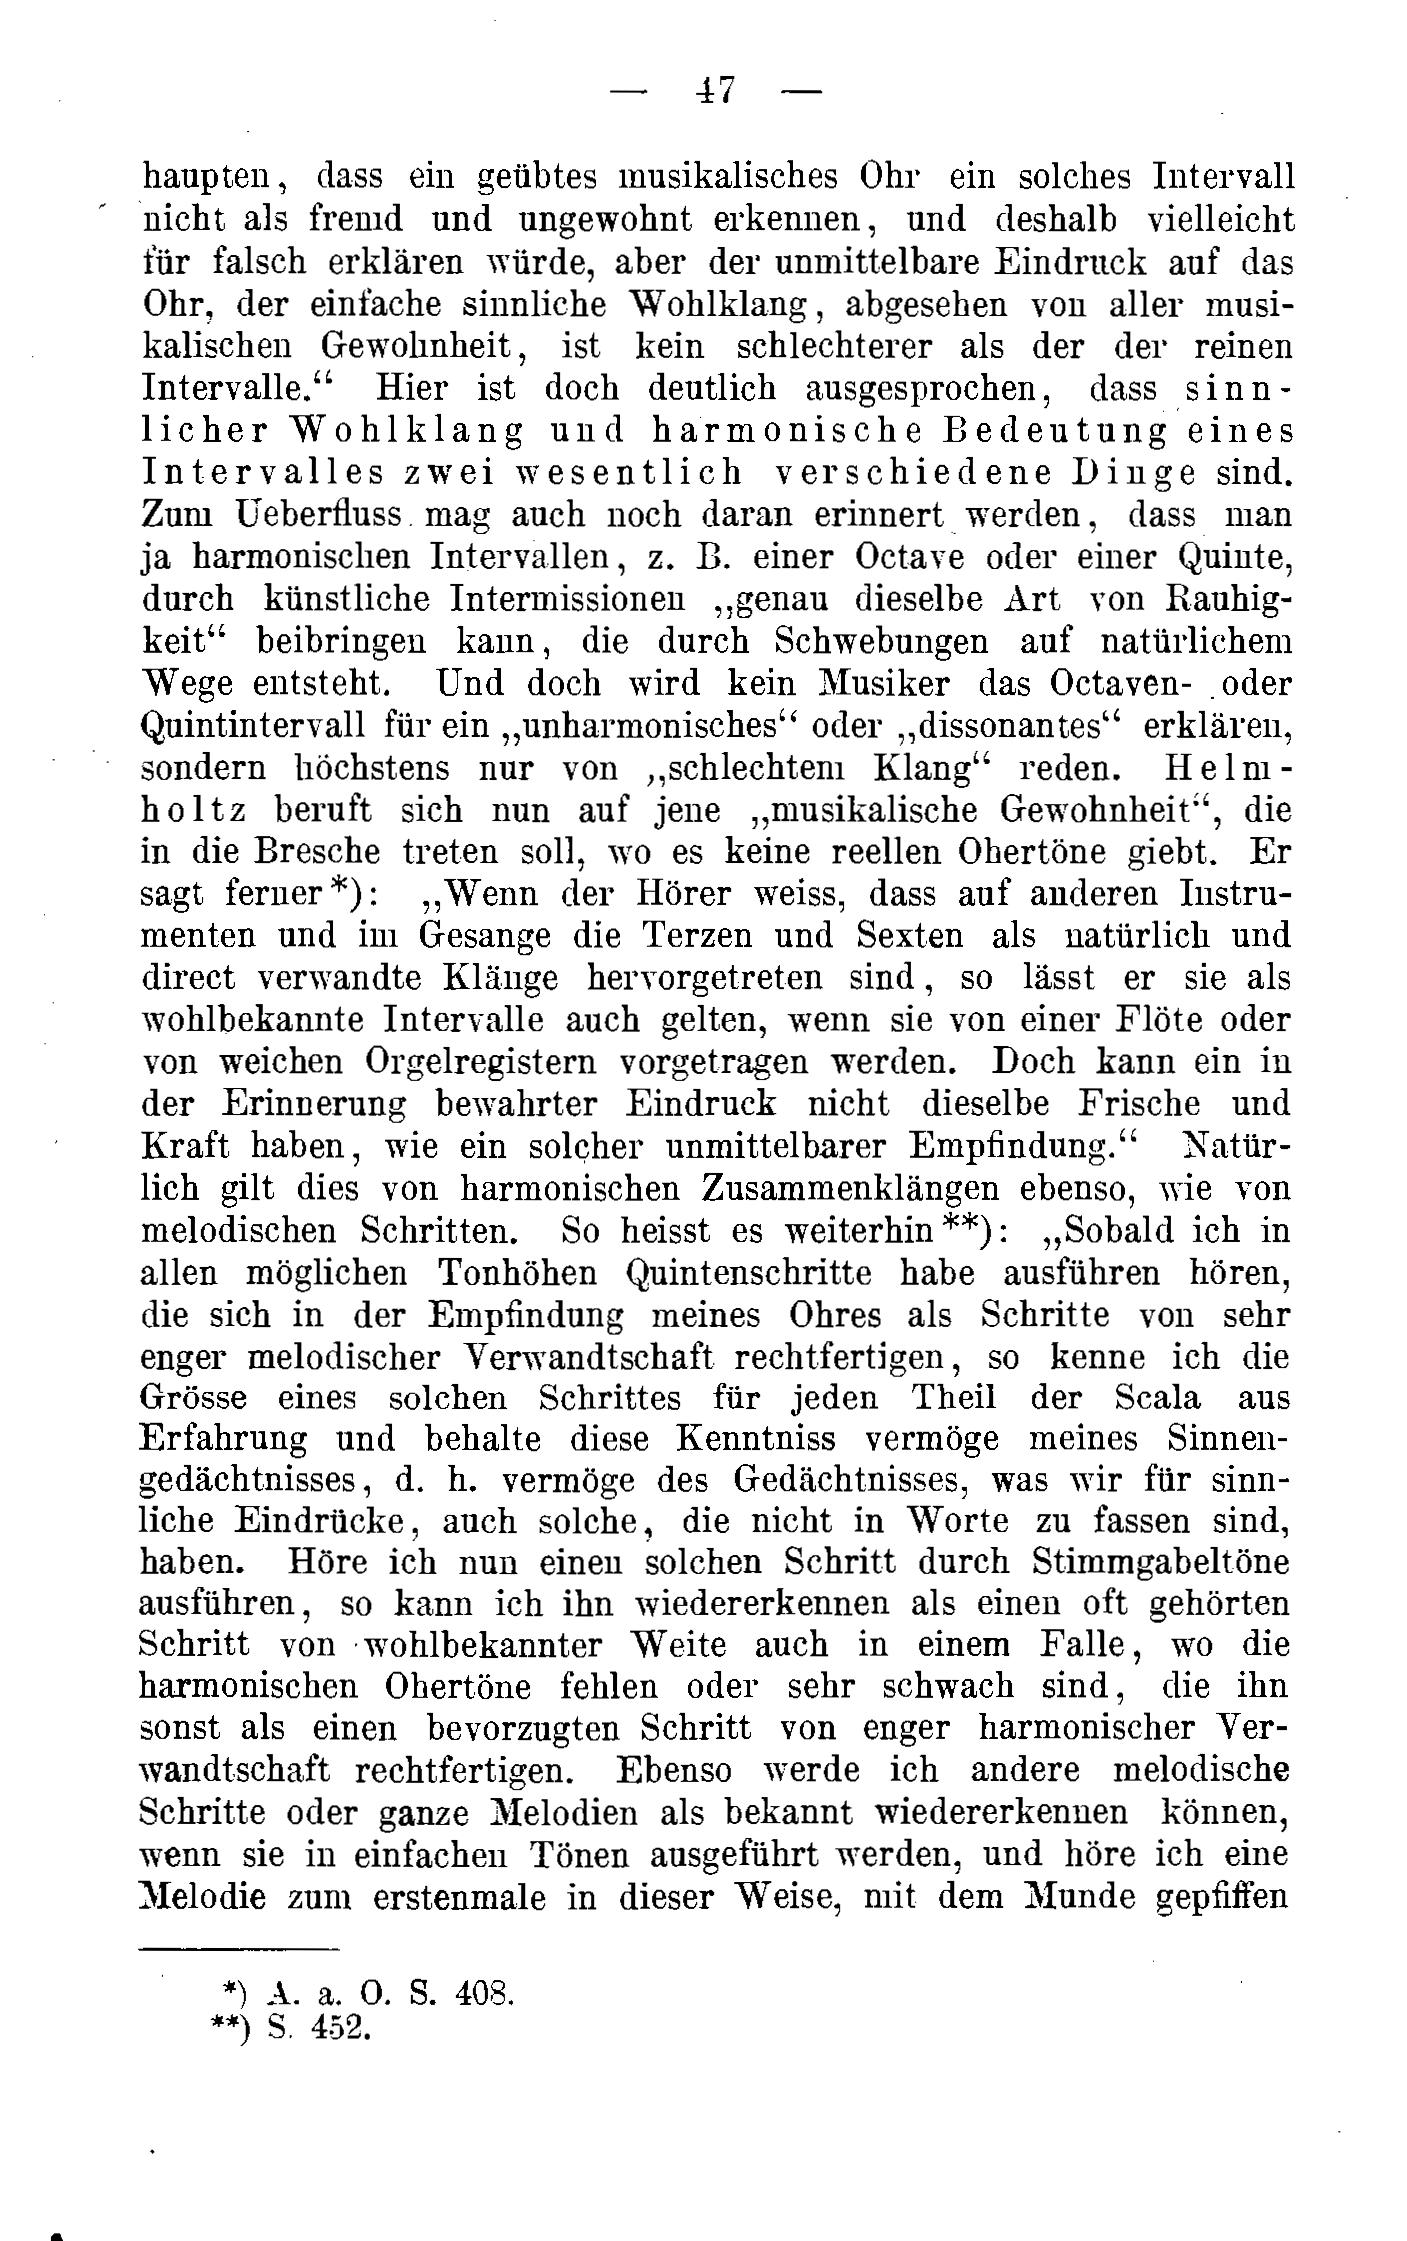 — 47 —
haupten, dass ein geübtes musikalisches Ohr ein solches Intervall
nicht als fremd und ungewohnt erkennen, und deshalb vielleicht
für falsch erklären würde, aber der unmittelbare Eindruck auf das
Ohr, der einfache sinnliche Wohlklang, abgesehen von aller musi-
kalischen Gewohnheit, ist kein schlechterer als der der reinen
Intervalle.“ Hier ist doch deutlich ausgesprochen, dass sinn-
licher Wohlklang und harmonische Bedeutung eines
Intervalles zwei wesentlich verschiedene Dinge sind.
Zum Ueberfluss mag auch noch daran erinnert werden, dass man
ja harmonischen Intervallen, z. B. einer Octave oder einer Quinte,
durch künstliche Intermissionen „genau dieselbe Art von Rauhig-
keit“ beibringen kann, die durch Schwebungen auf natürlichem
Wege entsteht. Und doch wird kein Musiker das Octaven- oder
Quintintervall für ein „unharmonisches“ oder „dissonantes“ erklären,
sondern höchstens nur von „schlechtem Klang“ reden. Helm-
holtz beruft sich nun auf jene „musikalische Gewohnheit“, die
in die Bresche treten soll, wo es keine reellen Obertöne giebt. Er
sagt ferner*): „Wenn der Hörer weiss, dass auf anderen Instru-
menten und im Gesange die Terzen und Sexten als natürlich und
direct verwandte Klänge hervorgetreten sind, so lässt er sie als
wohlbekannte Intervalle auch gelten, wenn sie von einer Flöte oder
von weichen Orgelregistern vorgetragen werden. Doch kann ein in
der Erinnerung bewahrter Eindruck nicht dieselbe Frische und
Kraft haben, wie ein solcher unmittelbarer Empfindung.“ Natür-
lich gilt dies von harmonischen Zusammenklängen ebenso, wie von
melodischen Schritten. So heisst es weiterhin**): „Sobald ich in
allen möglichen Tonhöhen Quintenschritte habe ausführen hören,
die sich in der Empfindung meines Ohres als Schritte von sehr
enger melodischer Verwandtschaft rechtfertigen, so kenne ich die
Grösse eines solchen Schrittes für jeden Theil der Scala aus
Erfahrung und behalte diese Kenntniss vermöge meines Sinnen-
gedächtnisses, d. h. vermöge des Gedächtnisses, was wir für sinn-
liche Eindrücke, auch solche, die nicht in Worte zu fassen sind,
haben. Höre ich nun einen solchen Schritt durch Stimmgabeltöne
ausführen, so kann ich ihn wiedererkennen als einen oft gehörten
Schritt von wohlbekannter Weite auch in einem Falle, wo die
harmonischen Obertöne fehlen oder sehr schwach sind, die ihn
sonst als einen bevorzugten Schritt von enger harmonischer Ver-
wandtschaft rechtfertigen. Ebenso werde ich andere melodische
Schritte oder ganze Melodien als bekannt wiedererkennen können,
wenn sie in einfachen Tönen ausgeführt werden, und höre ich eine
Melodie zum erstenmale in dieser Weise, mit dem Munde gepfiffen
*) A. a. O. S. 408.
**) S. 452.